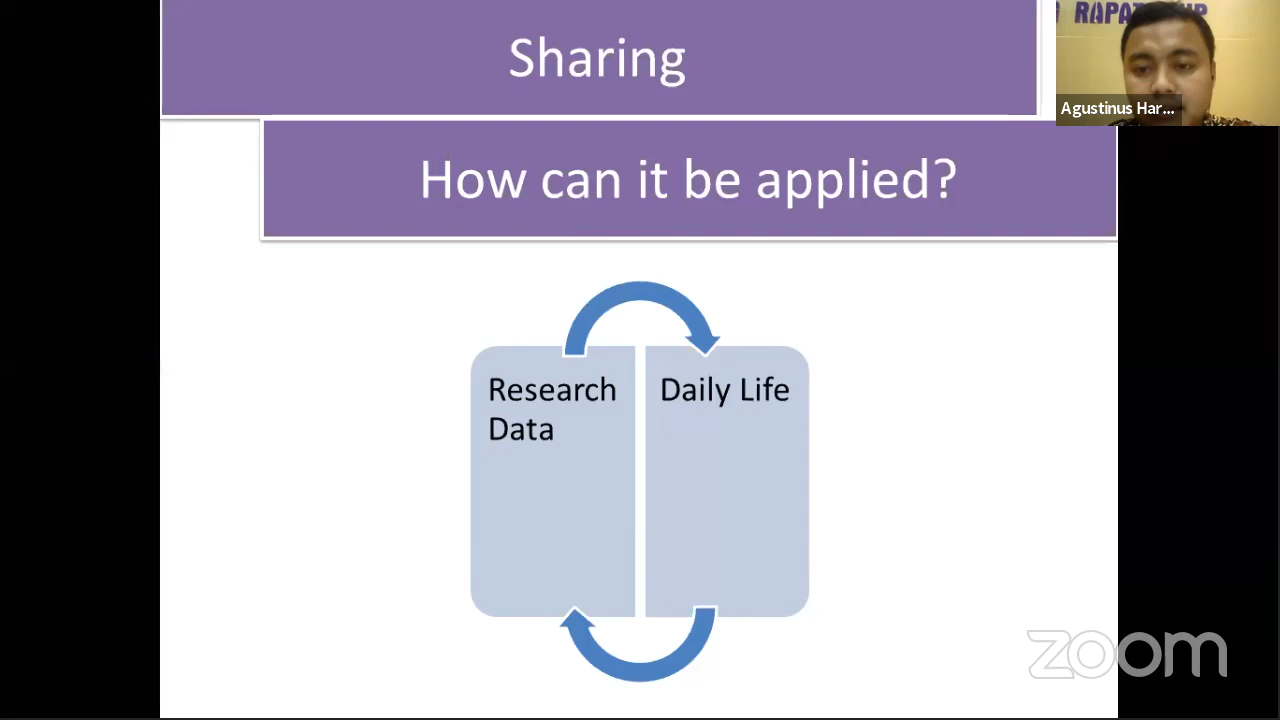 Sharing
How can it be applied?
Research
Data
Daily Life
Agustinus Har...
zoom